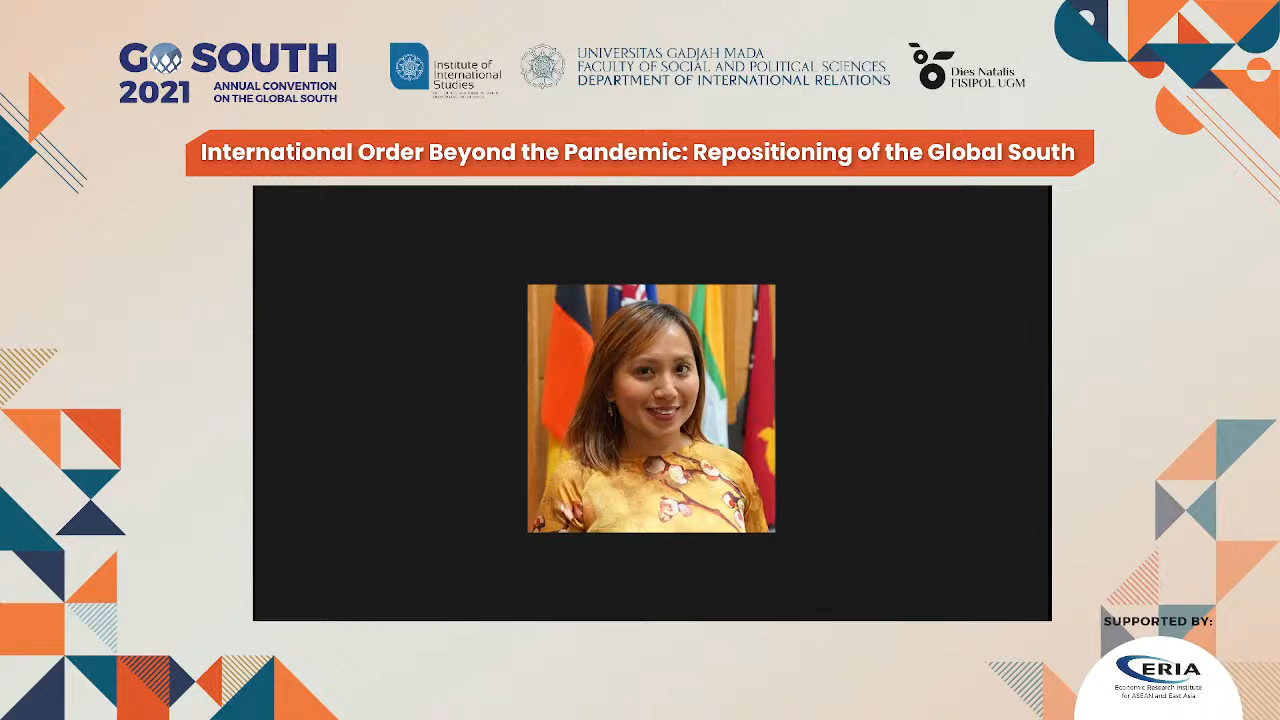 GO SOUTH
2021 ANNUAL CONVENTION
ON THE GLOBAL SOUTH
Institute of
International
Studies
UNIVERSITAS GADJAH MADA
FACULTY OF SOCIAL AND POLITICAL SCIENCES
DEPARTMENT OF INTERNATIONAL RELATIONS
Dies Natalis
FISIPOL UGM
International Order Beyond the Pandemic: Repositioning of the Global South
SUPPORTED BY:
ERIA
Economic Research Institute
for ASEAN and East Asia